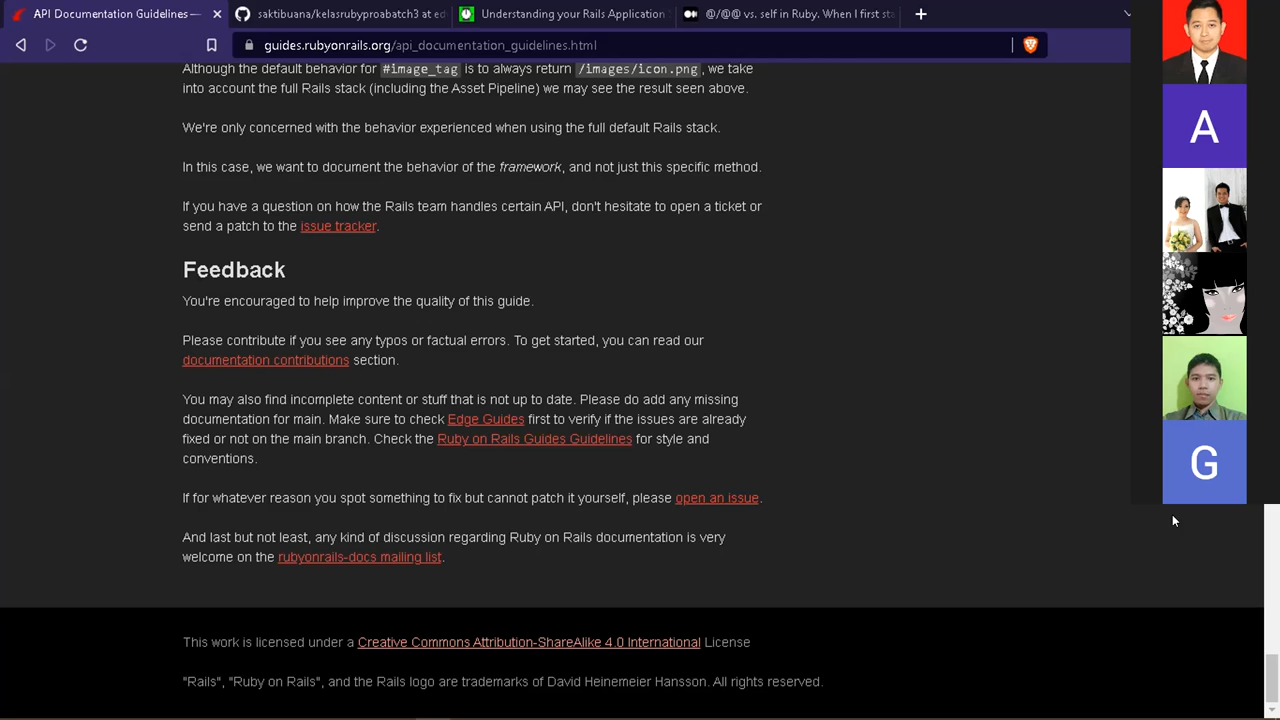 API Documentation Guidelines —
saktibuana/kelasrubyproabatch3 at ed
Understanding your Rails Application
@/@@ vs. self in Ruby. When I first sta
guides.rubyonrails.org/api_documentation_guidelines.html
Although the default behavior for #image_tag is to always return /images/icon.png, we take
into account the full Rails stack (including the Asset Pipeline) we may see the result seen above.
We're only concerned with the behavior experienced when using the full default Rails stack.
In this case, we want to document the behavior of the framework, and not just this specific method.
If you have a question on how the Rails team handles certain API, don't hesitate to open a ticket or
send a patch to the issue tracker.
Feedback
You're encouraged to help improve the quality of this guide.
Please contribute if you see any typos or factual errors. To get started, you can read our
documentation contributions section.
You may also find incomplete content or stuff that is not up to date. Please do add any missing
documentation for main. Make sure to check Edge Guides first to verify if the issues are already
fixed or not on the main branch. Check the Ruby on Rails Guides Guidelines for style and
conventions.
If for whatever reason you spot something to fix but cannot patch it yourself, please open an issue.
And last but not least, any kind of discussion regarding Ruby on Rails documentation is very
welcome on the rubyonrails-docs mailing list.
This work is licensed under a Creative Commons Attribution-ShareAlike 4.0 International License
"Rails", "Ruby on Rails", and the Rails logo are trademarks of David Heinemeier Hansson. All rights reserved.
A
G